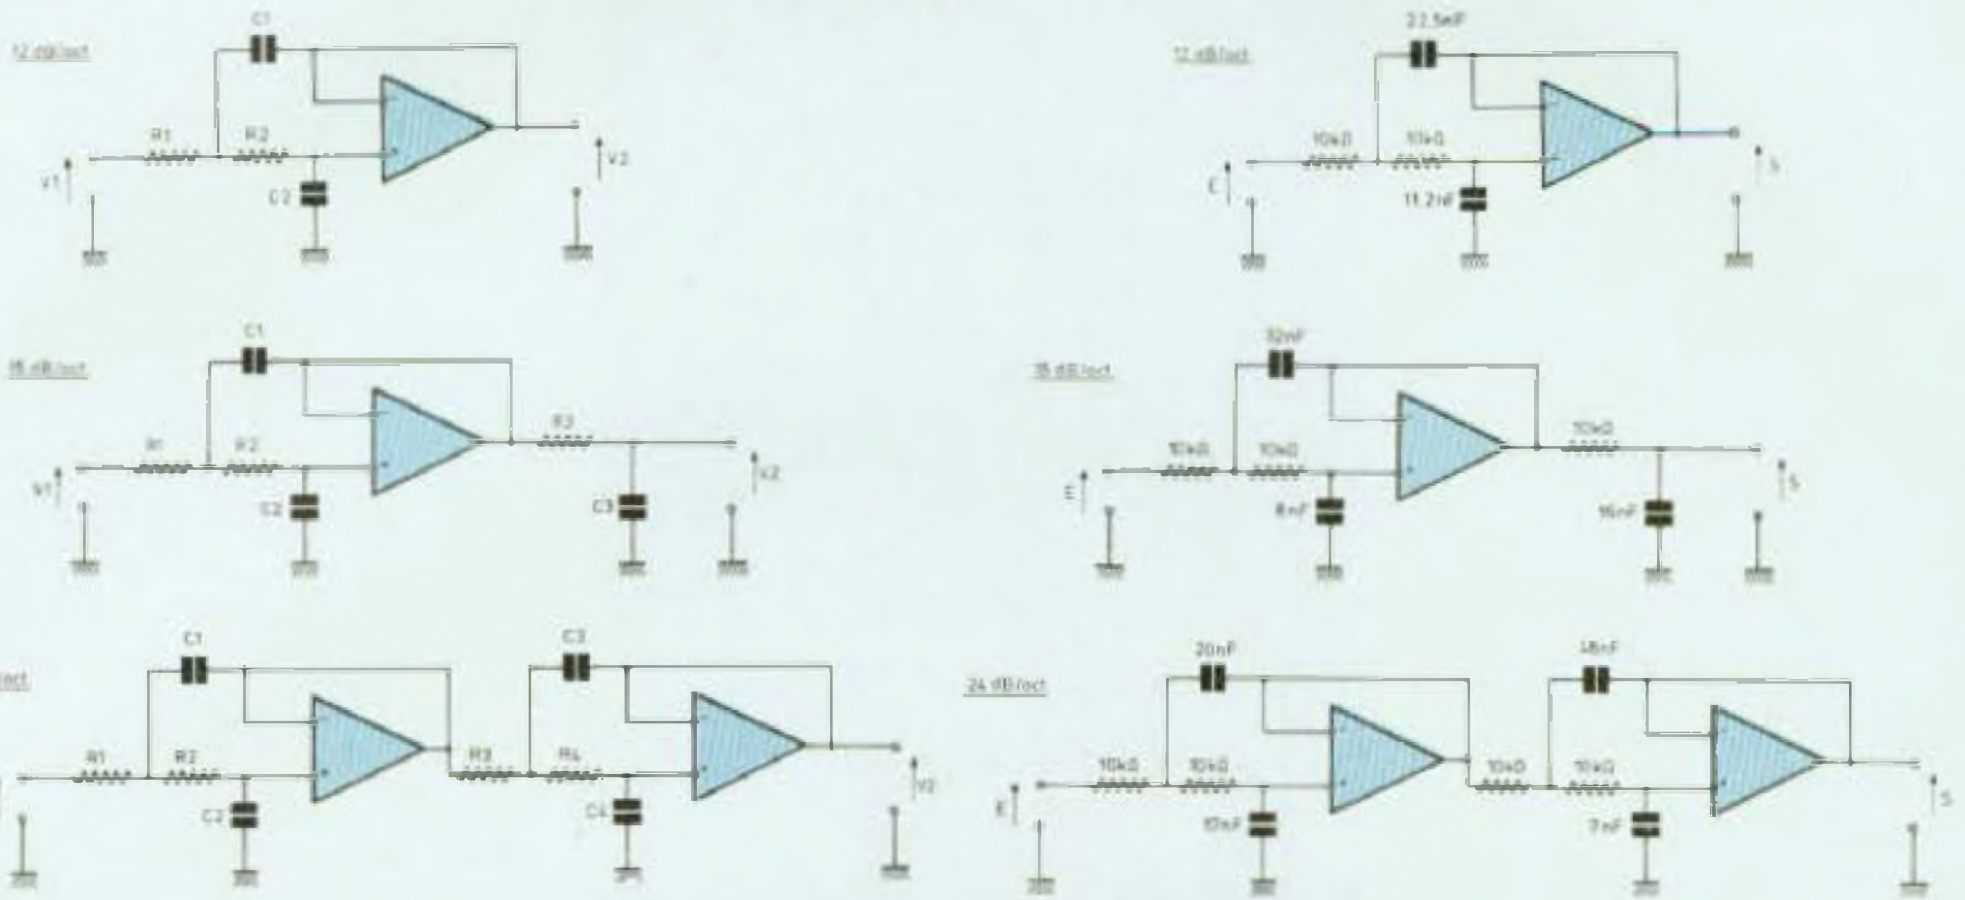 12 dB/oct
C1
R1
R2
C2
V1
V2
12 dB/oct
22.5nF
10kΩ
10kΩ
11.2nF
E
S
18 dB/oct
C1
R1
R2
C2
R3
C3
V1
V2
18 dB/oct
32nF
10kΩ
10kΩ
8nF
10kΩ
16nF
E
S
/oct
C1
R1
R2
C2
C3
R3
R4
C4
V2
24 dB/oct
20nF
10kΩ
10kΩ
17nF
48nF
10kΩ
10kΩ
7nF
E
S